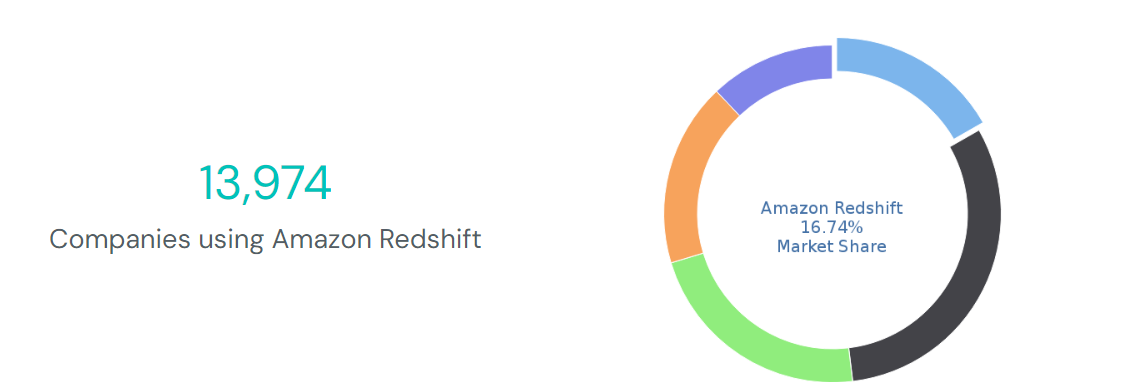 13,974
Companies using Amazon Redshift
Amazon Redshift
16.74%
Market Share